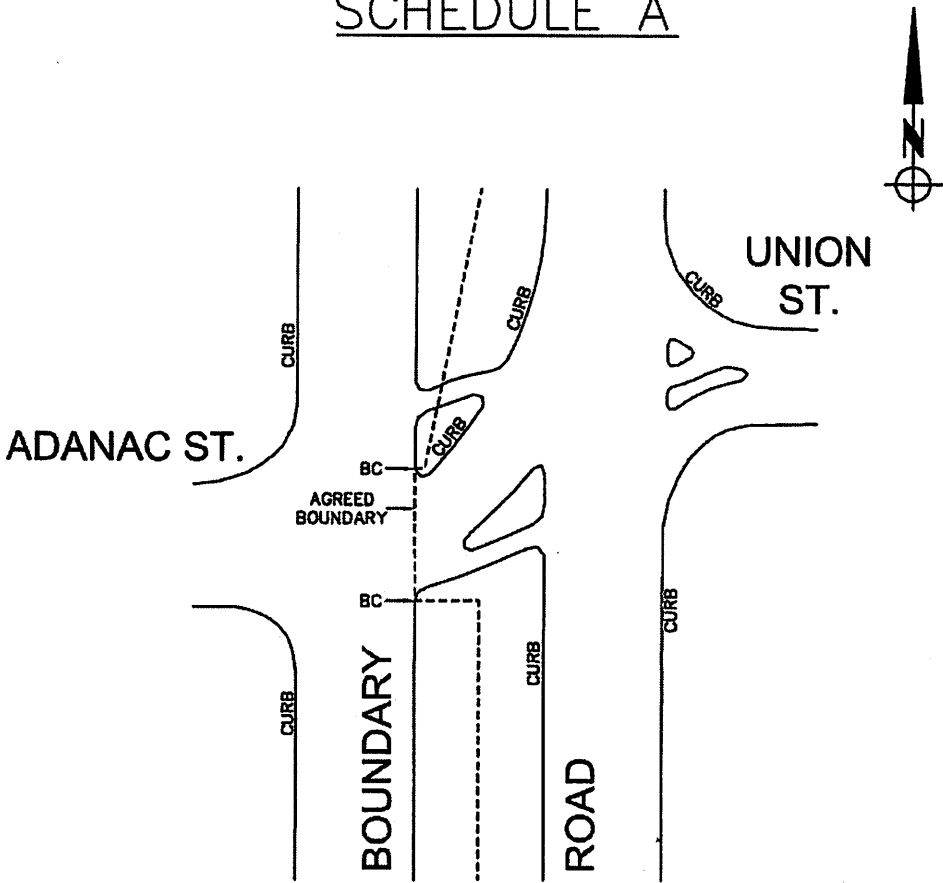 SCHEDULE A
N
UNION
ST.
CURB
CURB
CURB
ADANAC ST.
CURB
BC
AGREED
BOUNDARY
BC
CURB
CURB
CURB
BOUNDARY
ROAD